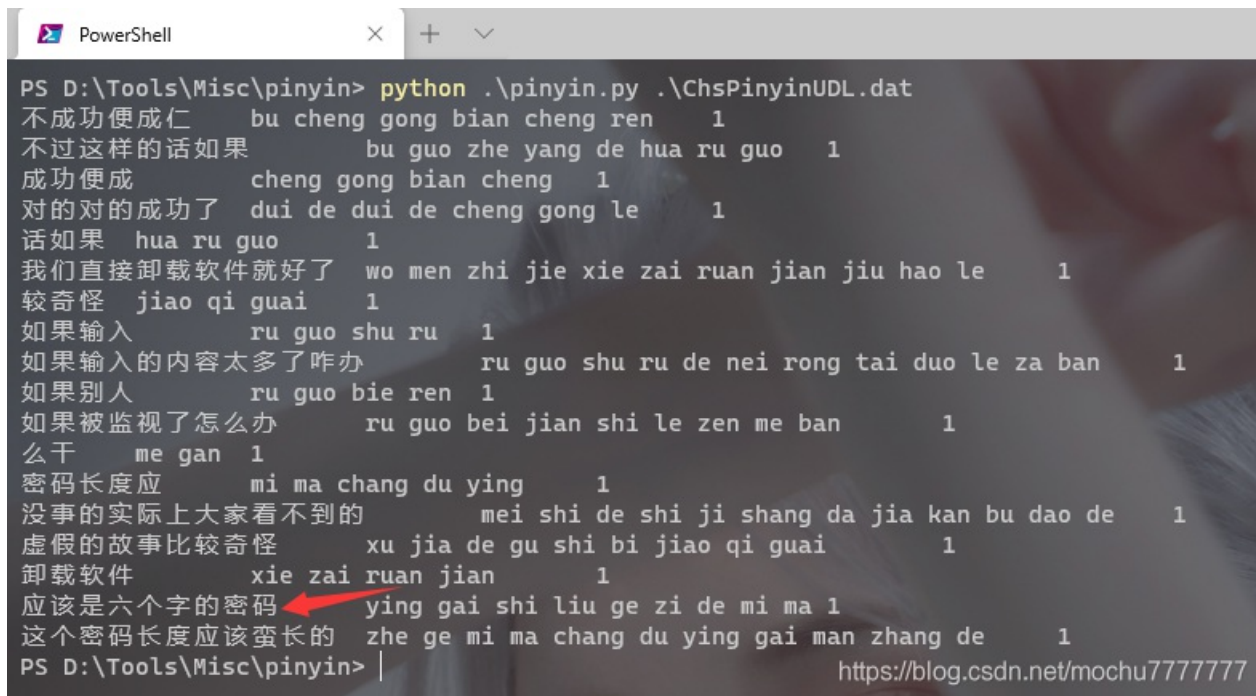 PowerShell
PS D:\Tools\Misc\pinyin> python .\pinyin.py .\ChsPinyinUDL.dat
不成功便成仁 bu cheng gong bian cheng ren 1
不过这样的话如果 bu guo zhe yang de hua ru guo 1
成功便成 cheng gong bian cheng 1
对的对的成功了 dui de dui de cheng gong le 1
话如果 hua ru guo 1
我们直接卸载软件就好了 wo men zhi jie xie zai ruan jian jiu hao le 1
较奇怪 jiao qi guai 1
如果输入 ru guo shu ru 1
如果输入的内容太多了咋办 ru guo shu ru de nei rong tai duo le za ban 1
如果别人 ru guo bie ren 1
如果被监视了怎么办 ru guo bei jian shi le zen me ban 1
么干 me gan 1
密码长度应 mi ma chang du ying 1
没事的实际上大家看不到的 mei shi de shi ji shang da jia kan bu dao de 1
虚假的故事比较奇怪 xu jia de gu shi bi jiao qi guai 1
卸载软件 xie zai ruan jian 1
应该是六个字的密码 ying gai shi liu ge zi de mi ma 1
这个密码长度应该蛮长的 zhe ge mi ma chang du ying gai man zhang de 1
PS D:\Tools\Misc\pinyin>
https://blog.csdn.net/mochu7777777